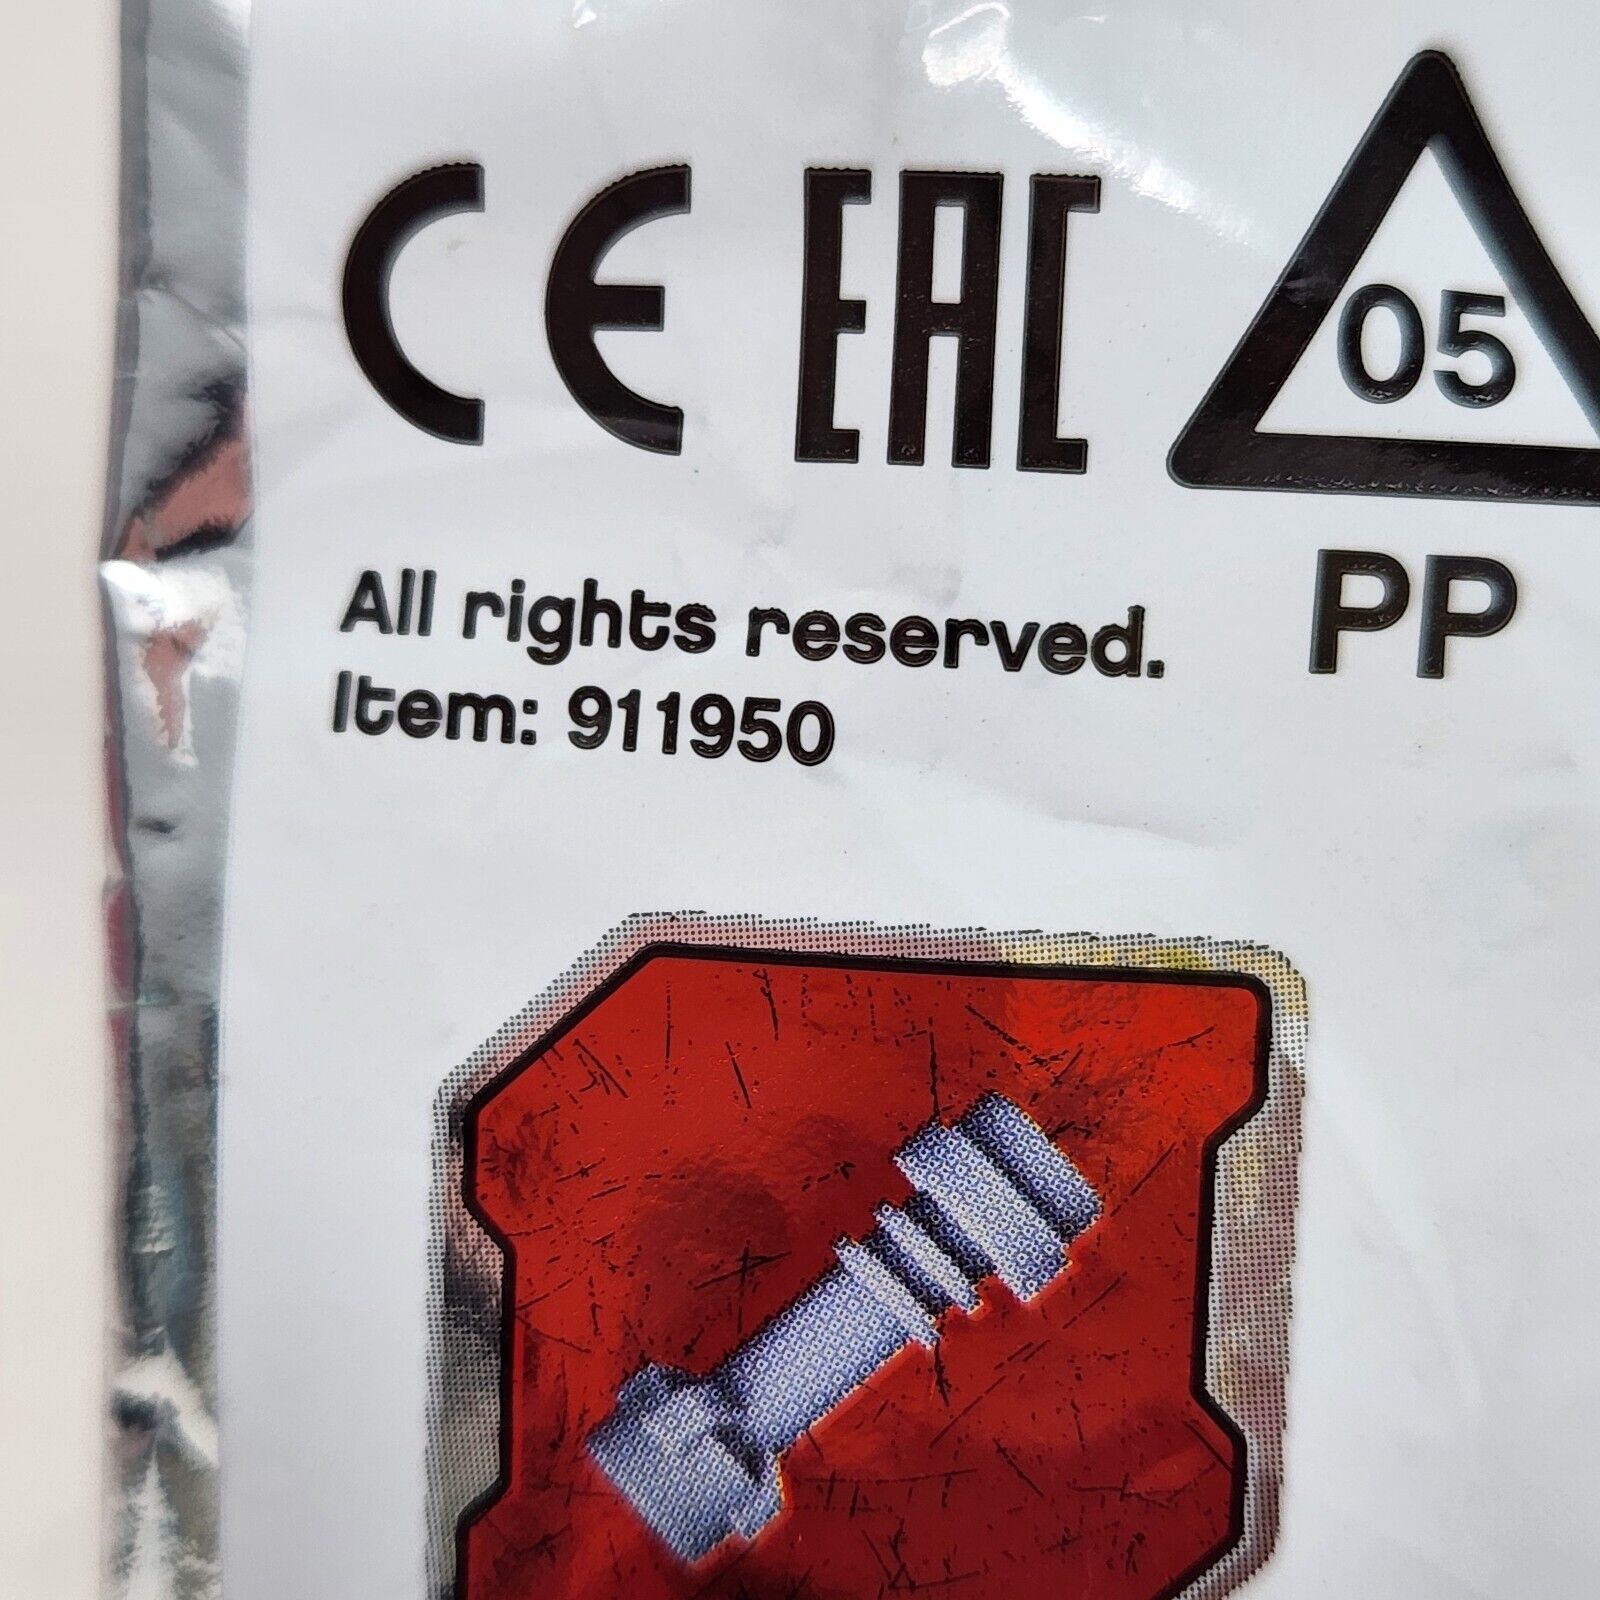 CE EAC 05
PP
All rights reserved.
Item: 911950